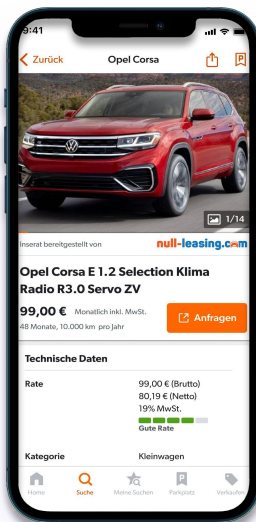 9:41
Zurück
Opel Corsa
P
1/14
Inserat bereitgestellt von
null-leasing.com
Opel Corsa E 1.2 Selection Klima
Radio R3.0 Servo ZV
99,00 € Monatlich inkl. MwSt.
48 Monate, 10.000 km pro Jahr
Anfragen
Technische Daten
Rate
99,00 € (Brutto)
80,19 € (Netto)
19% MwSt.
Gute Rate
Kategorie
Kleinwagen
Home
Suche
Meine Suchen
Parkplatz
Verkaufen